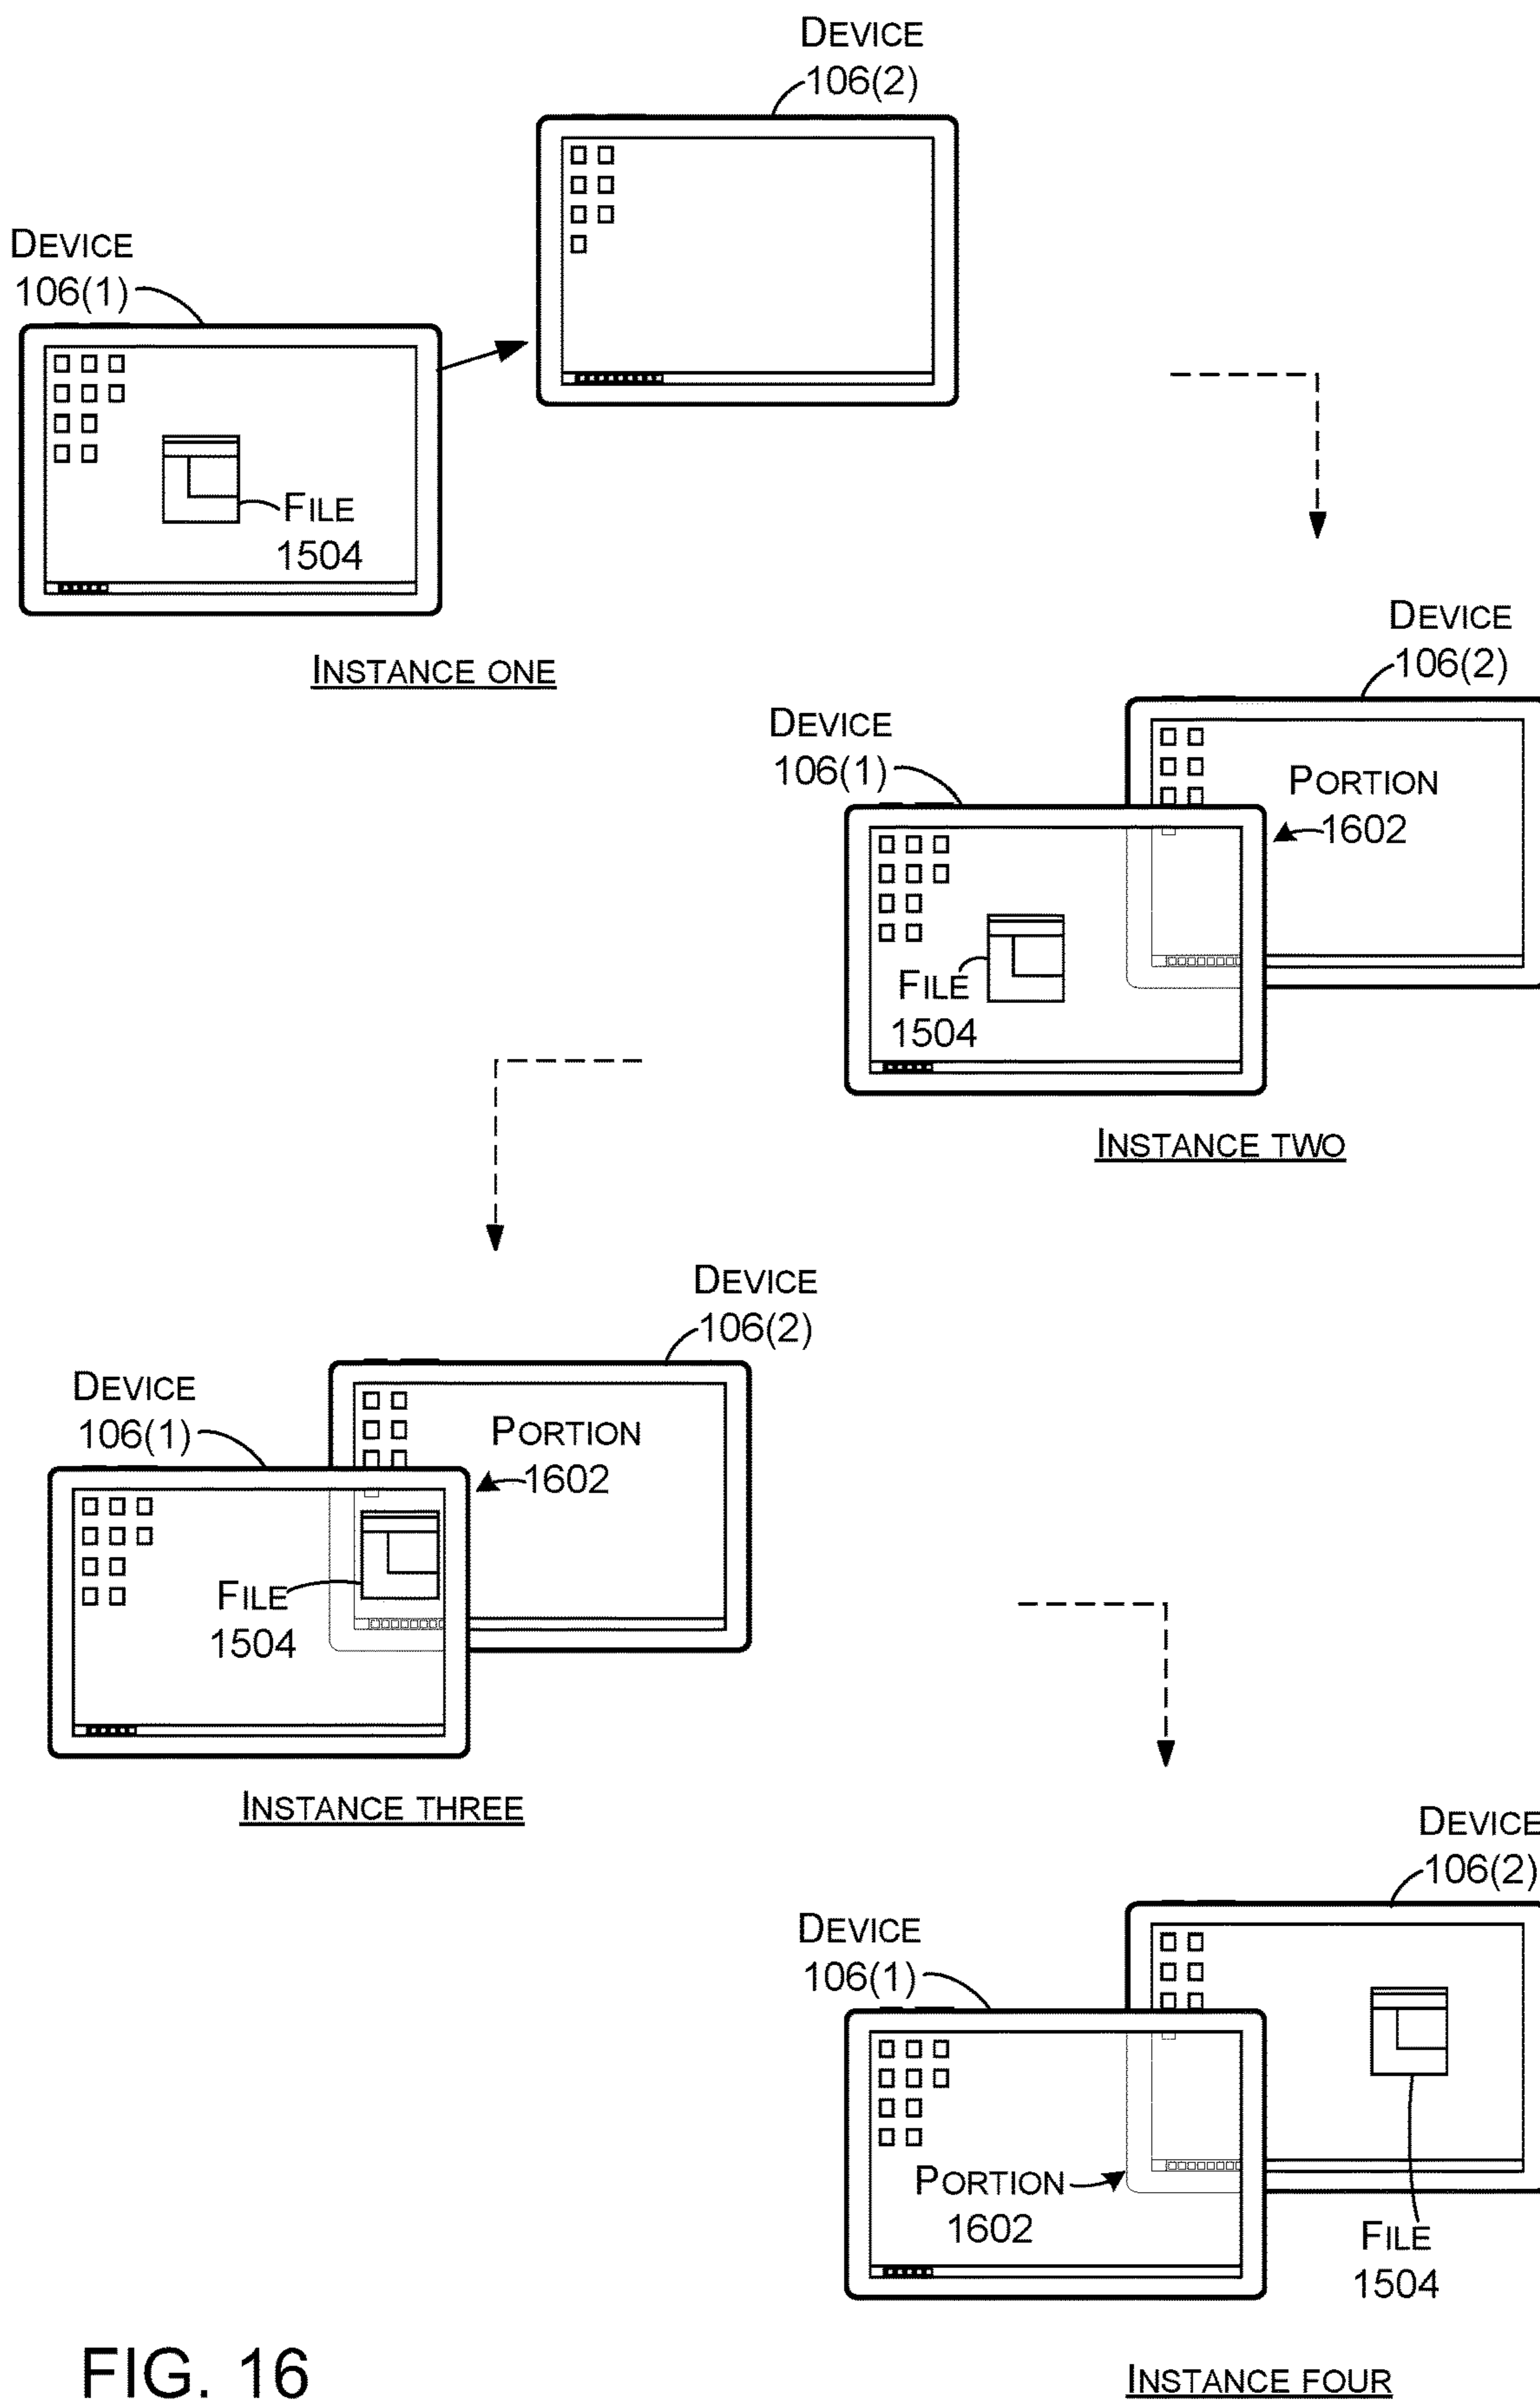 DEVICE
106(2)
DEVICE
106(1)
FILE
1504
INSTANCE ONE
DEVICE
106(2)
DEVICE
106(1)
PORTION
1602
FILE
1504
INSTANCE TWO
DEVICE
106(2)
DEVICE
106(1)
PORTION
1602
FILE
1504
INSTANCE THREE
DEVICE
106(2)
DEVICE
106(1)
PORTION
1602
FILE
1504
INSTANCE FOUR
FIG. 16